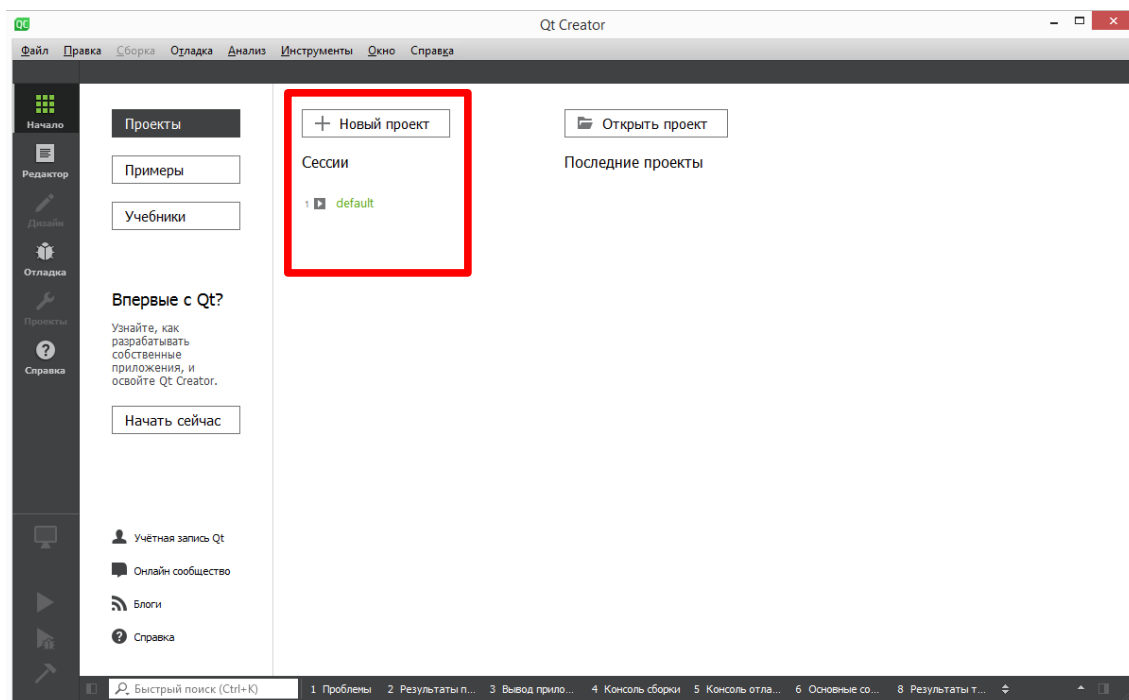 QC
Qt Creator
Файл Правка Сборка Отладка Анализ Инструменты Окно Справка
Начало
Редактор
Дизайн
Отладка
Проекты
Справка
Проекты
Примеры
Учебники
Впервые с Qt?
Узнайте, как
разрабатывать
собственные
приложения, и
освойте Qt Creator.
Начать сейчас
Учётная запись Qt
Онлайн сообщество
Блоги
Справка
Новый проект
Сессии
1 default
Открыть проект
Последние проекты
Быстрый поиск (Ctrl+K)
1 Проблемы 2 Результаты п... 3 Вывод прило... 4 Консоль сборки 5 Консоль отла... 6 Основные со... 8 Результаты т...